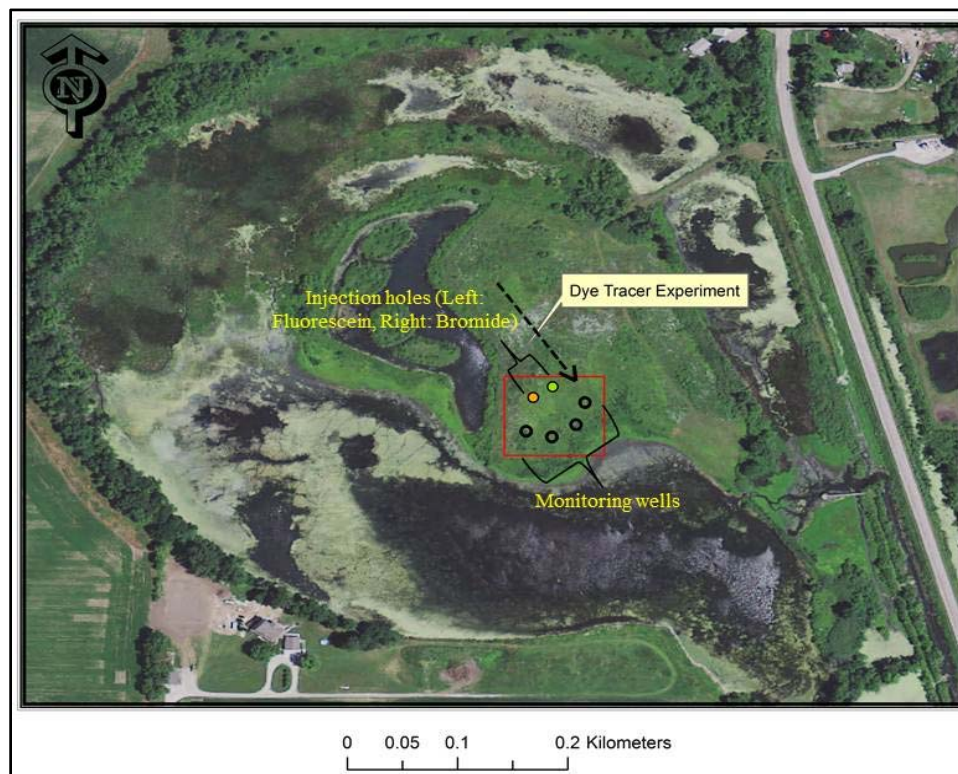 N
Injection holes (Left:
Fluorescein, Right: Bromide)
Dye Tracer Experiment
Monitoring wells
0 0.05 0.1 0.2 Kilometers